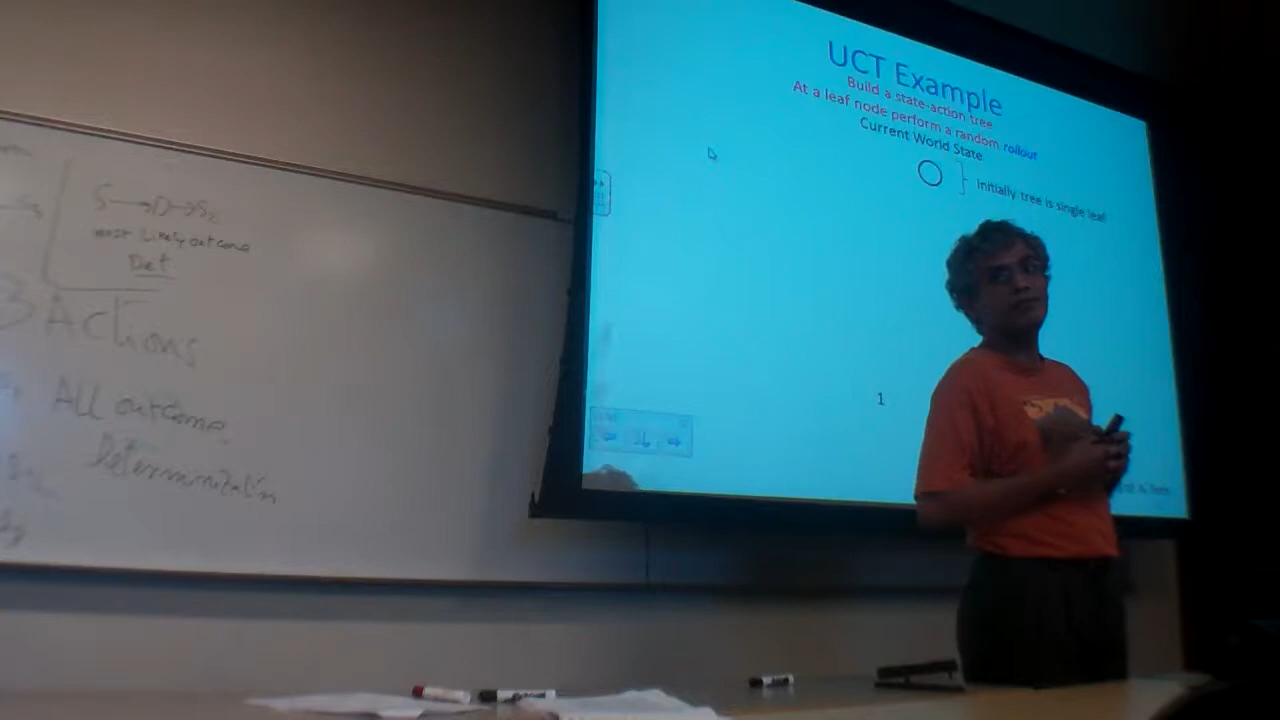 UCT Example
Build a state-action tree
At a leaf node perform a random rollout
Current World State
Initially tree is single leaf
1
S→D→S₂
most Likely outcome
Det
3 Actions
ALL outcome
Determinization